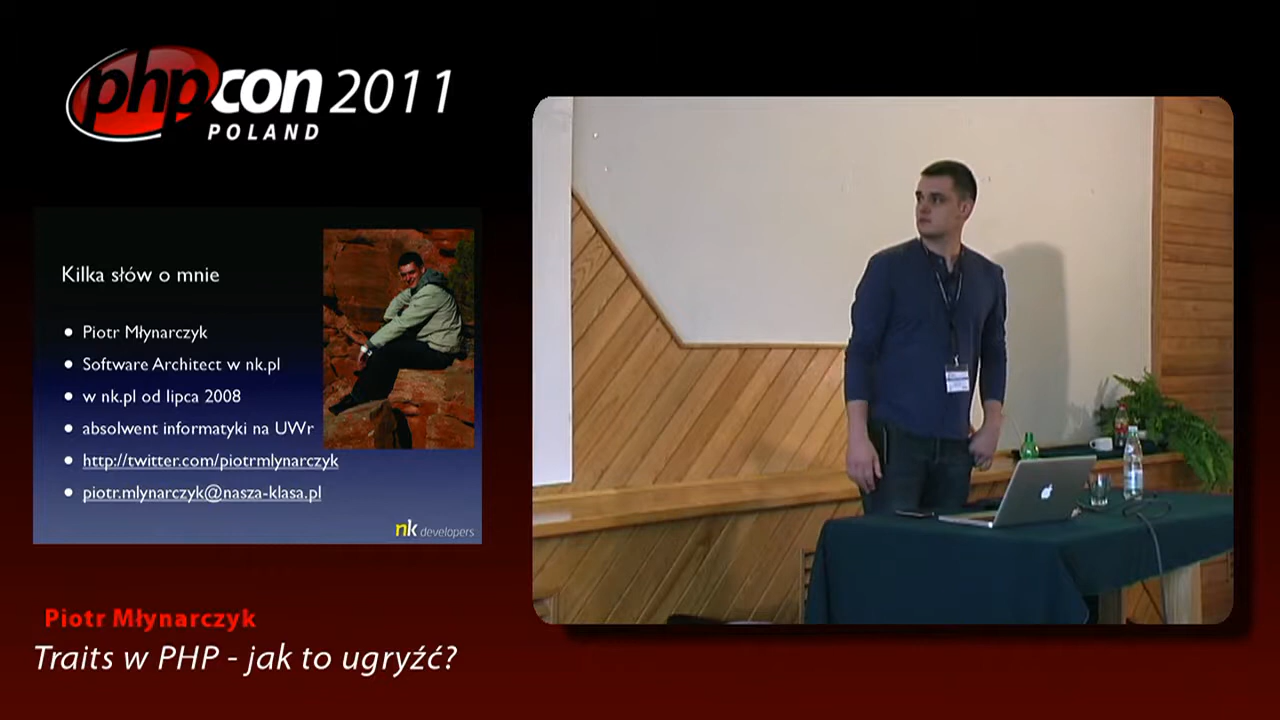 phpcon 2011
POLAND
Kilka słów o mnie
Piotr Młynarczyk
Software Architect w nk.pl
w nk.pl od lipca 2008
absolwent informatyki na UWr
http://twitter.com/piotrmlynarczyk
piotr.mlynarczyk@nasza-klasa.pl
nk developers
Piotr Młynarczyk
Traits w PHP - jak to ugryźć?